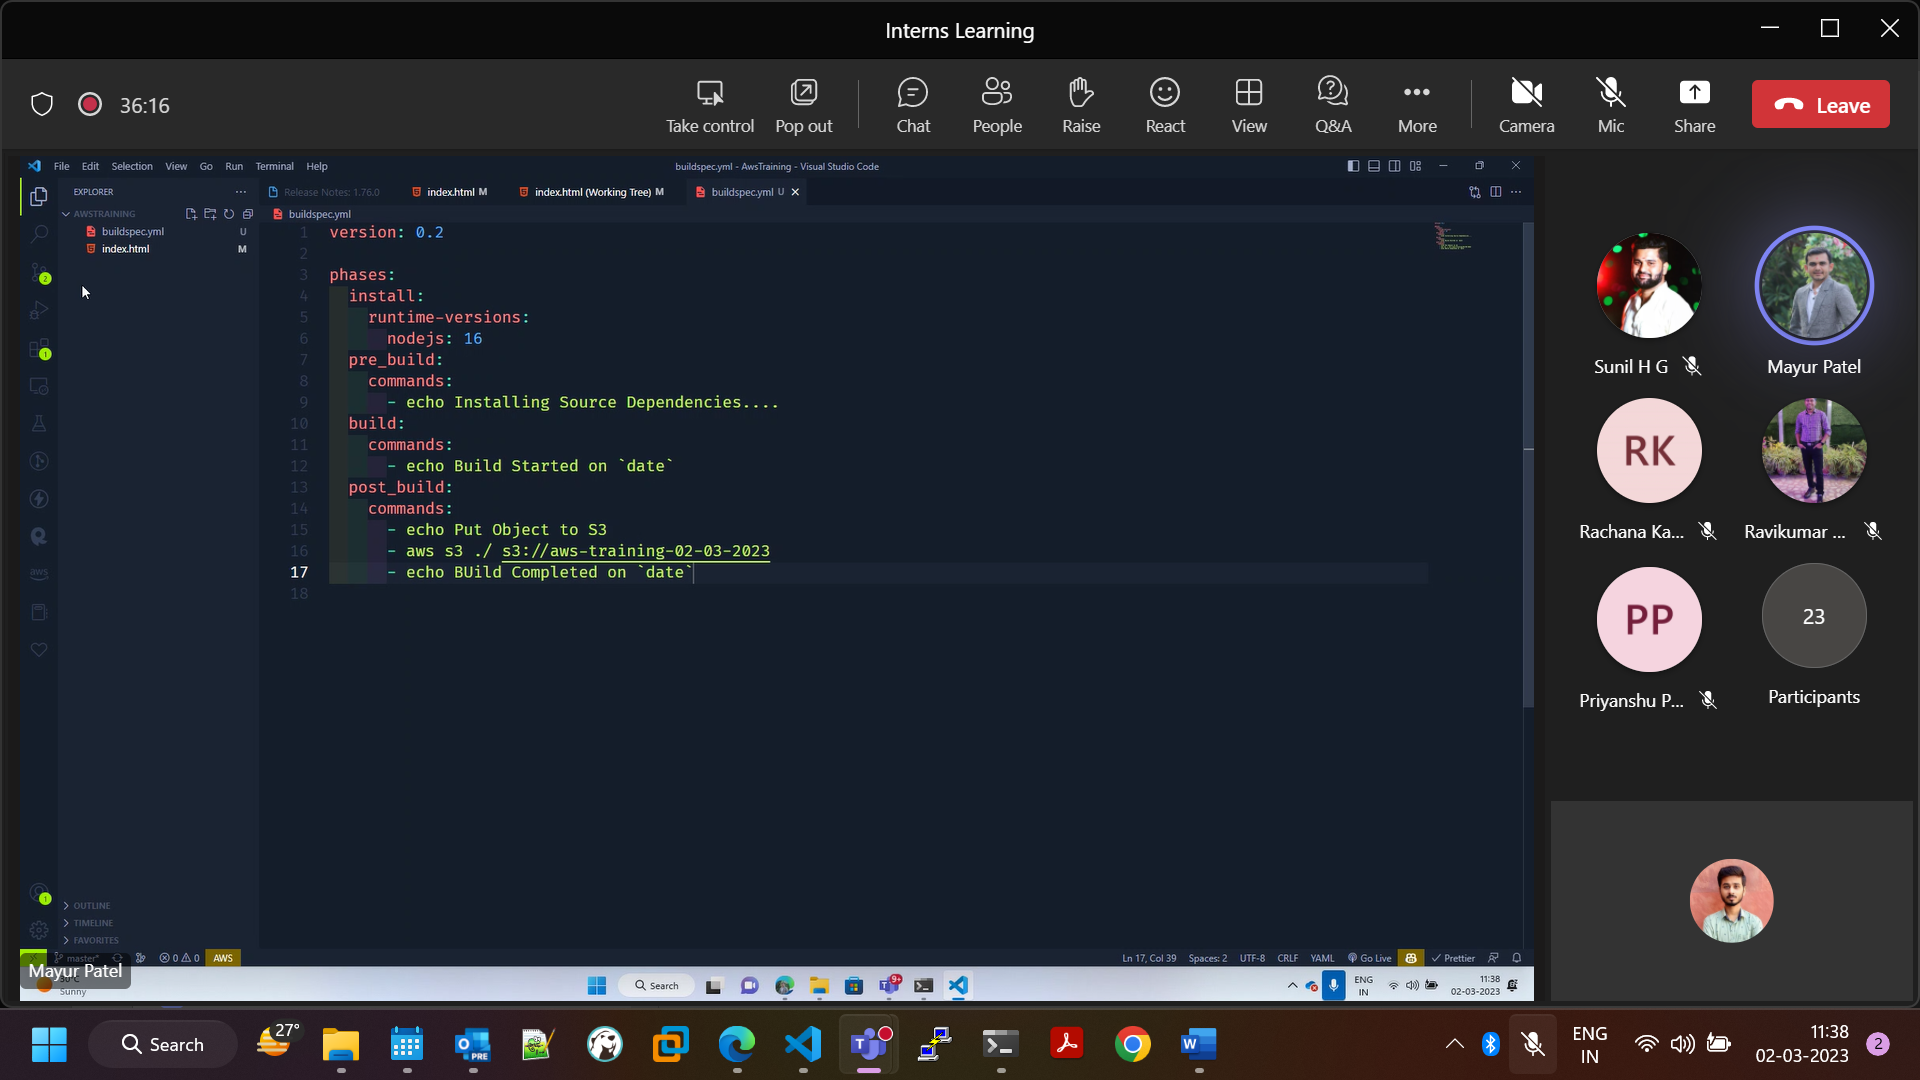 Interns Learning
36:16
Take control
Pop out
Chat
People
Raise
React
View
Q&A
More
Camera
Mic
Share
Leave
File Edit Selection View Go Run Terminal Help
buildspec.yml - AwsTraining - Visual Studio Code
EXPLORER
Release Notes: 1.76.0
index.html M
index.html (Working Tree) M
buildspec.yml U
AWSTRAINING
buildspec.yml
buildspec.yml U
index.html M
2
1
aws
1 version: 0.2
2
3 phases:
4 install:
5 runtime-versions:
6 nodejs: 16
7 pre_build:
8 commands:
9 - echo Installing Source Dependencies....
10 build:
11 commands:
12 - echo Build Started on `date`
13 post_build:
14 commands:
15 - echo Put Object to S3
16 - aws s3 ./ s3://aws-training-02-03-2023
17 - echo BUild Completed on `date`
18
1
OUTLINE
TIMELINE
FAVORITES
master*
0 0
AWS
Ln 17, Col 39 Spaces: 2 UTF-8 CRLF YAML Go Live Prettier
Mayur Patel
Sunny
Search
9+
ENG
IN
11:38
02-03-2023
Sunil H G
Mayur Patel
RK
Rachana Ka...
Ravikumar ...
PP
Priyanshu P...
23
Participants
Search
27°
PRE
W
ENG
IN
11:38
02-03-2023
2